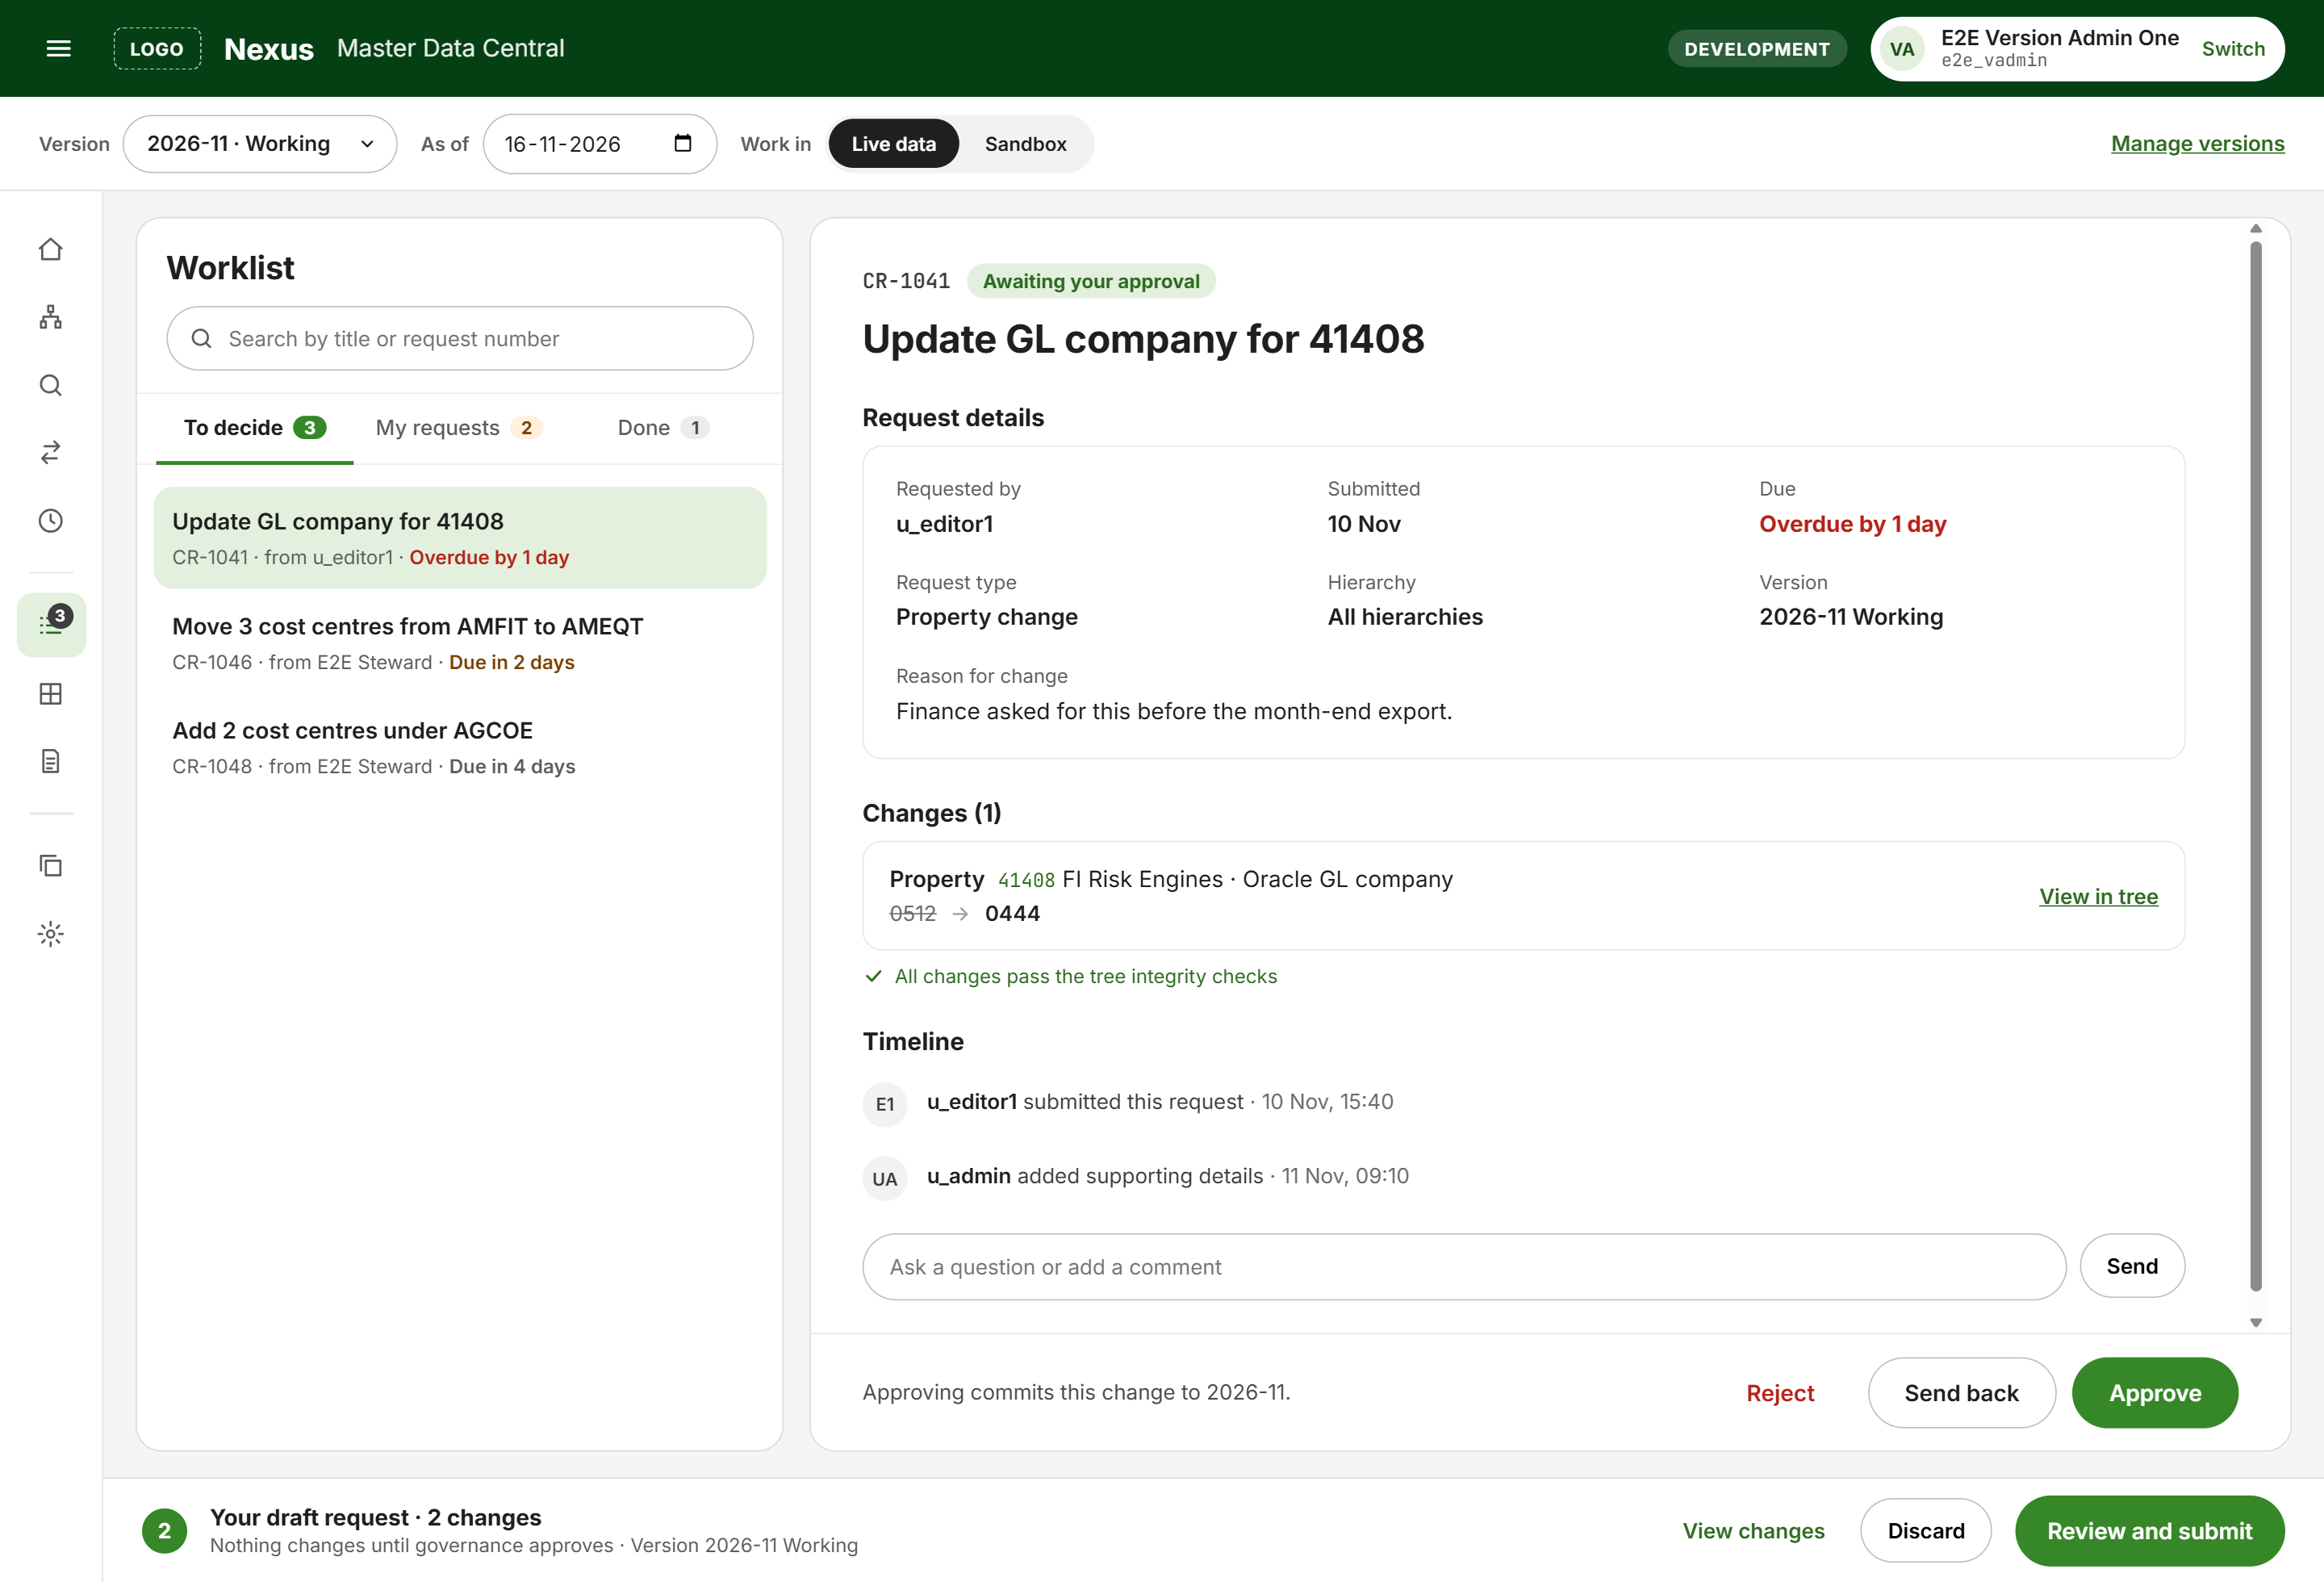 LOGO Nexus Master Data Central
DEVELOPMENT
VA
E2E Version Admin One
e2e_vadmin
Switch
Version 2026-11 · Working As of 16-11-2026 Work in Live data Sandbox Manage versions
3
Worklist
Search by title or request number
To decide 3 My requests 2 Done 1
Update GL company for 41408
CR-1041 · from u_editor1 · Overdue by 1 day
Move 3 cost centres from AMFIT to AMEQT
CR-1046 · from E2E Steward · Due in 2 days
Add 2 cost centres under AGCOE
CR-1048 · from E2E Steward · Due in 4 days
CR-1041 Awaiting your approval
Update GL company for 41408
Request details
Requested by Submitted Due
u_editor1 10 Nov Overdue by 1 day
Request type Hierarchy Version
Property change All hierarchies 2026-11 Working
Reason for change
Finance asked for this before the month-end export.
Changes (1)
Property 41408 FI Risk Engines · Oracle GL company
0512 → 0444
View in tree
All changes pass the tree integrity checks
Timeline
E1 u_editor1 submitted this request · 10 Nov, 15:40
UA u_admin added supporting details · 11 Nov, 09:10
Ask a question or add a comment Send
Approving commits this change to 2026-11. Reject Send back Approve
2
Your draft request · 2 changes
Nothing changes until governance approves · Version 2026-11 Working
View changes Discard Review and submit